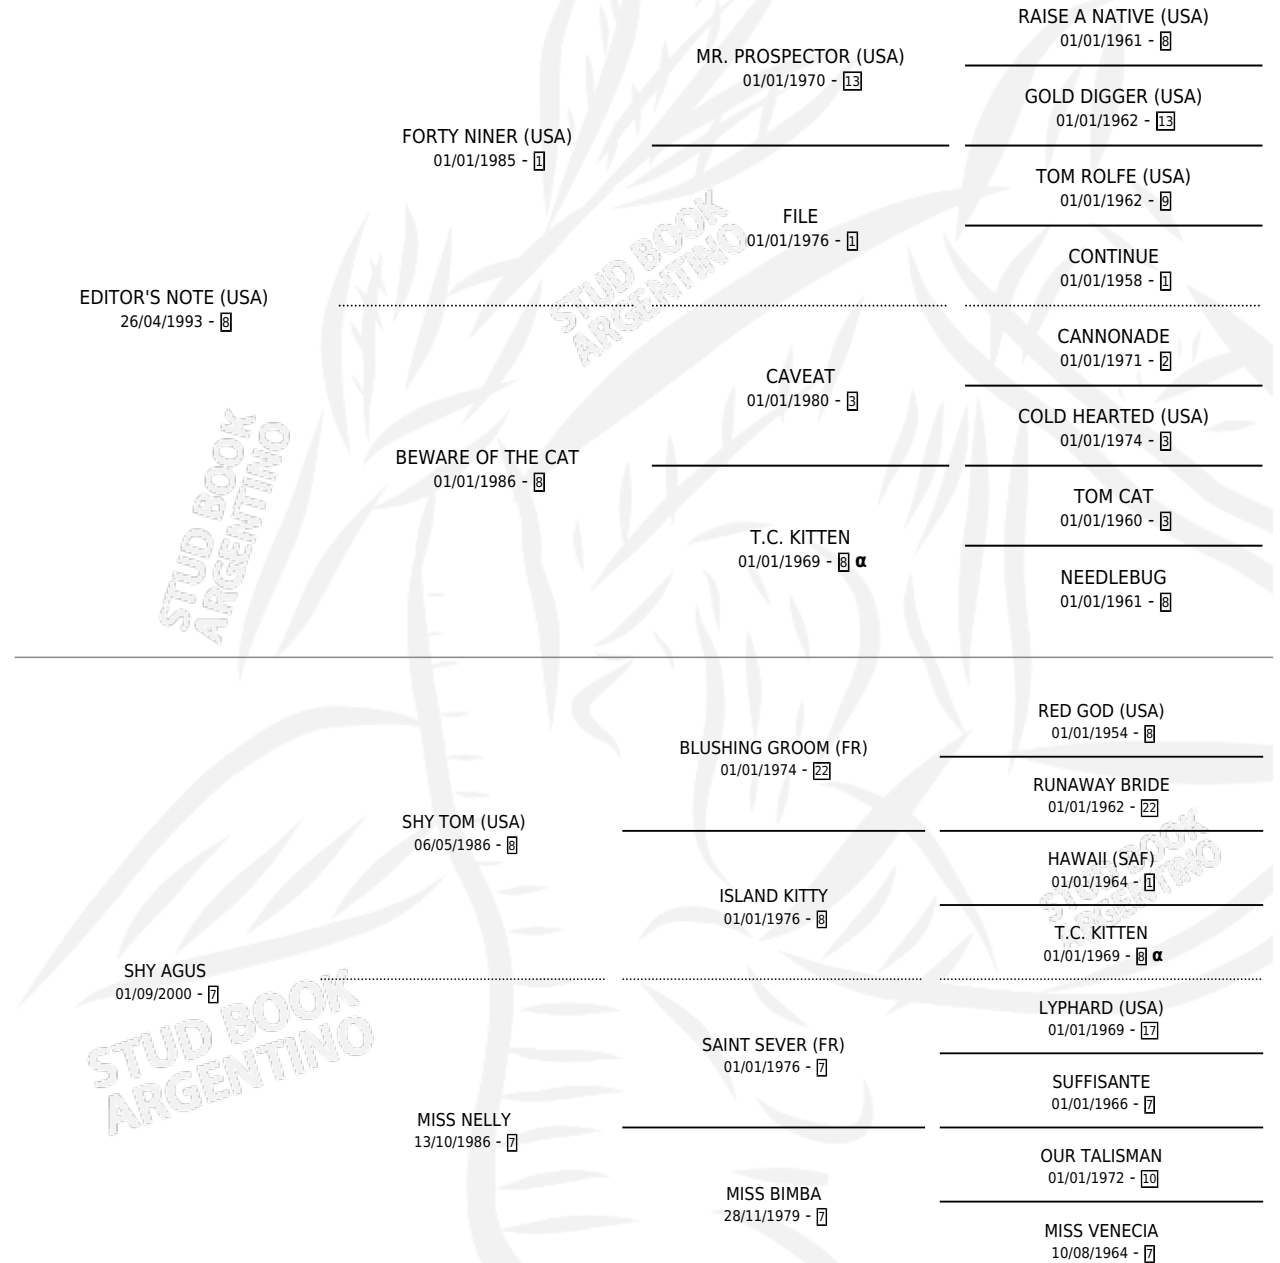 RAISE A NATIVE (USA)
01/01/1961 - 8
MR. PROSPECTOR (USA)
01/01/1970 - 13
GOLD DIGGER (USA)
01/01/1962 - 13
FORTY NINER (USA)
01/01/1985 - 1
TOM ROLFE (USA)
01/01/1962 - 9
FILE
01/01/1976 - 1
CONTINUE
01/01/1958 - 1
EDITOR'S NOTE (USA)
26/04/1993 - 8
CANNONADE
01/01/1971 - 2
CAVEAT
01/01/1980 - 3
COLD HEARTED (USA)
01/01/1974 - 3
BEWARE OF THE CAT
01/01/1986 - 8
TOM CAT
01/01/1960 - 3
T.C. KITTEN
01/01/1969 - 8 α
NEEDLEBUG
01/01/1961 - 8
RED GOD (USA)
01/01/1954 - 8
BLUSHING GROOM (FR)
01/01/1974 - 22
RUNAWAY BRIDE
01/01/1962 - 22
SHY TOM (USA)
06/05/1986 - 8
HAWAII (SAF)
01/01/1964 - 1
ISLAND KITTY
01/01/1976 - 8
T.C. KITTEN
01/01/1969 - 8 α
SHY AGUS
01/09/2000 - 7
LYPHARD (USA)
01/01/1969 - 17
SAINT SEVER (FR)
01/01/1976 - 7
SUFFISANTE
01/01/1966 - 7
MISS NELLY
13/10/1986 - 7
OUR TALISMAN
01/01/1972 - 10
MISS BIMBA
28/11/1979 - 7
MISS VENECIA
10/08/1964 - 7
STUD BOOK
ARGENTINO
STUD BOOK
ARGENTINO
STUD BOOK
ARGENTINO
STUD BOOK
ARGENTINO